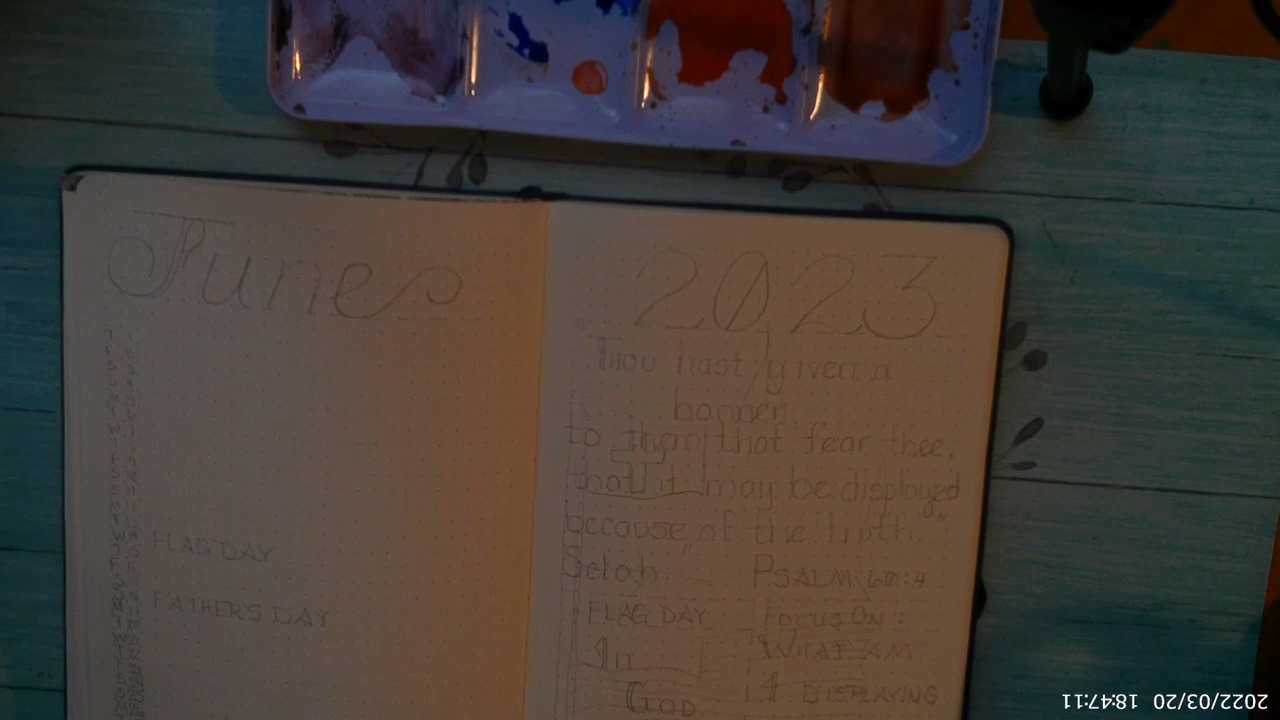 June
FLAG DAY
FATHER'S DAY
2023
Thou hast given a
banner
to them that fear thee,
that it may be displayed
because of the truth."
Selah.
PSALM 60:4
FLAG DAY
In
GOD
Focus On:
WHAT AM
I DISPLAYING
2022/03/20 18:47:11